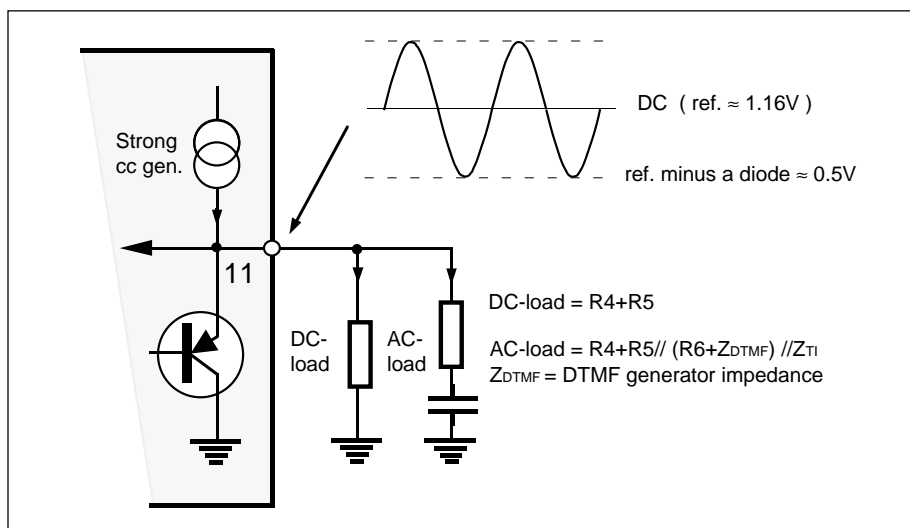 Strong
cc gen.
DC ( ref. ≈ 1.16V )
ref. minus a diode ≈ 0.5V
11
DC-
load
AC-
load
DC-load = R4+R5
AC-load = R4+R5// (R6+ZDTMF) //ZTI
ZDTMF = DTMF generator impedance